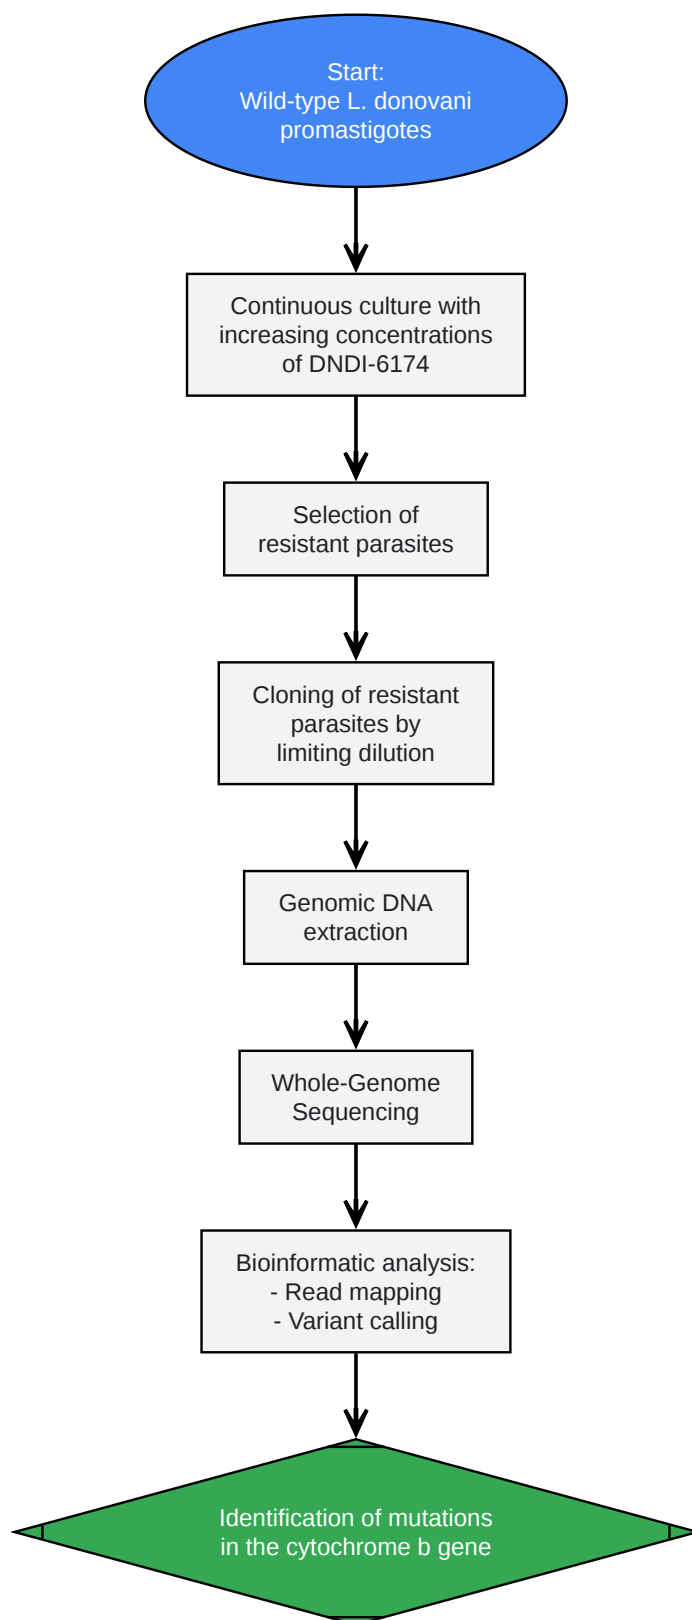 Start:
Wild-type L. donovani
promastigotes
Continuous culture with
increasing concentrations
of DNDI-6174
Selection of
resistant parasites
Cloning of resistant
parasites by
limiting dilution
Genomic DNA
extraction
Whole-Genome
Sequencing
Bioinformatic analysis:
- Read mapping
- Variant calling
Identification of mutations
in the cytochrome b gene